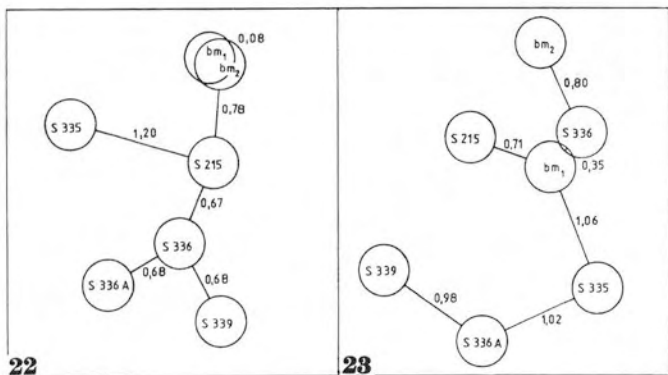 bm₁
bm₂
0,08
0,78
S 335
1,20
S 215
0,67
S 336
0,68
0,68
S 336 A
S 339
22
bm₂
0,80
S 336
S 215
0,71
bm₁
0,35
1,06
S 339
S 335
0,98
1,02
S 336 A
23